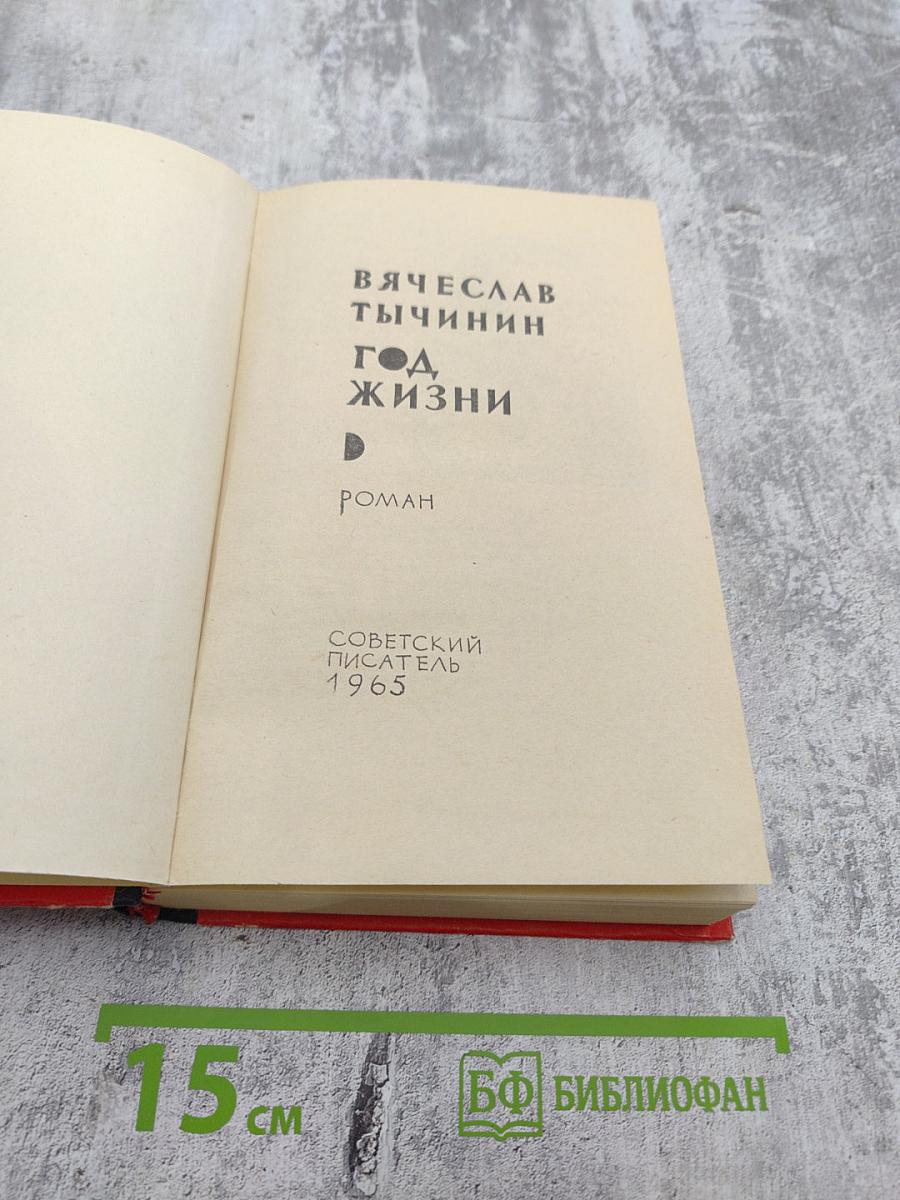 ВЯЧЕСЛАВ
ТЫЧИНИН
ГОД
ЖИЗНИ
РОМАН
СОВЕТСКИЙ
ПИСАТЕЛЬ
1965
15 СМ
БФ БИБЛИОФАН